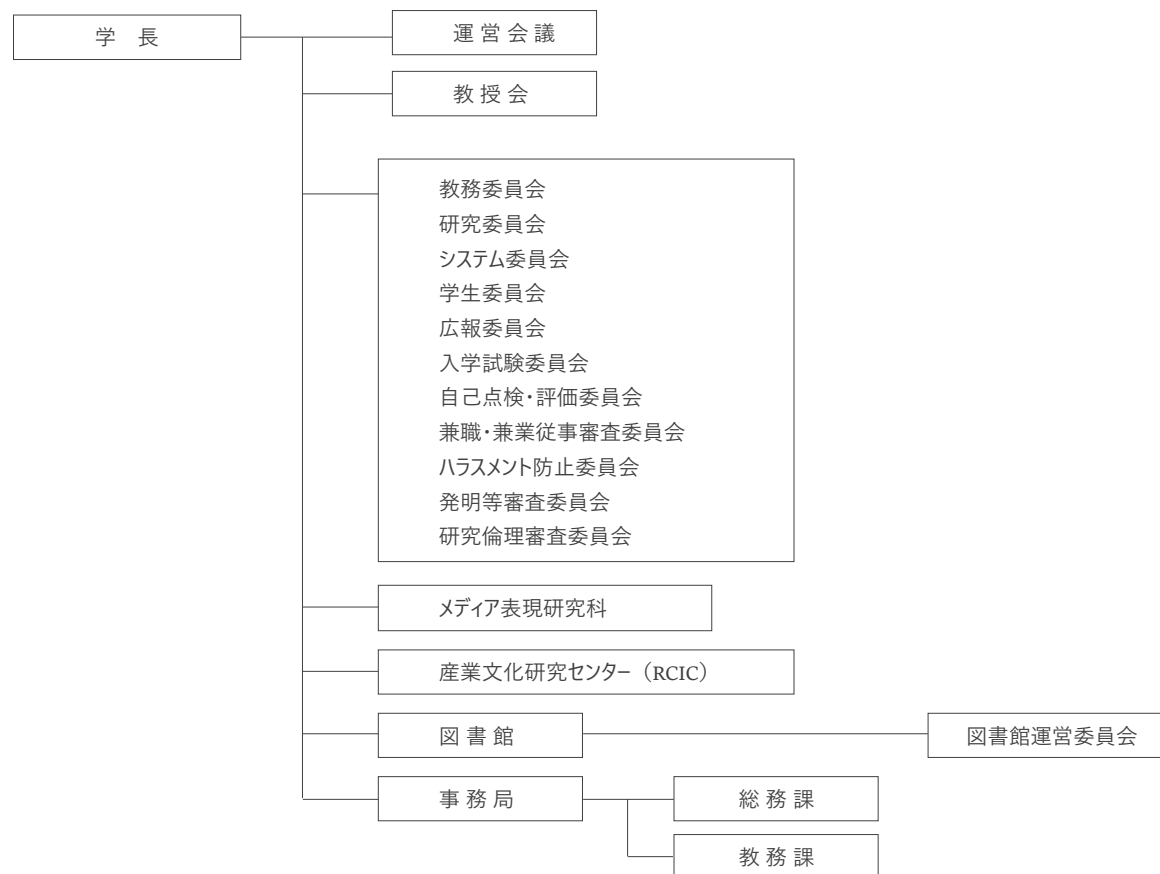 学 長
運営会議
教授会
教務委員会
研究委員会
システム委員会
学生委員会
広報委員会
入学試験委員会
自己点検・評価委員会
兼職・兼業従事審査委員会
ハラスメント防止委員会
発明等審査委員会
研究倫理審査委員会
メディア表現研究科
産業文化研究センター（RCIC）
図書館
図書館運営委員会
事務局
総務課
教務課